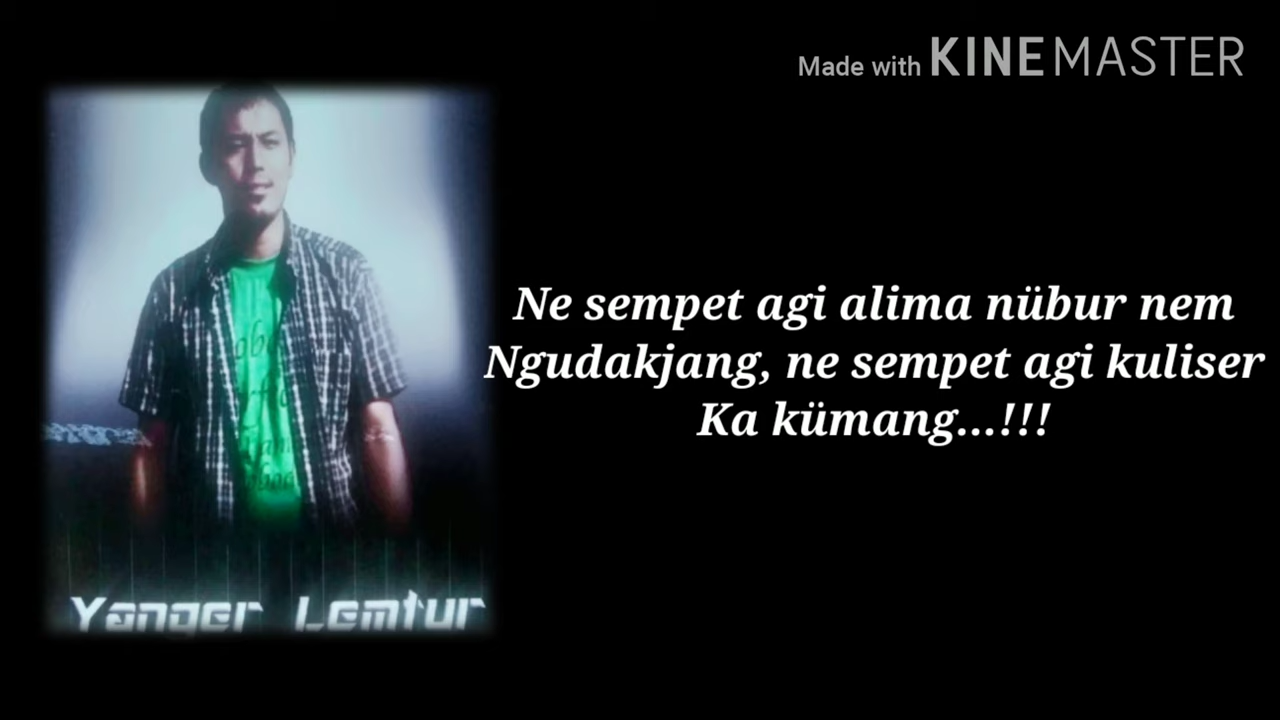 Made with KINEMASTER
Ne sempet agi alima nübur nem
Ngudakjang, ne sempet agi kuliser
Ka kümang...!!!
Yanger Lemtur